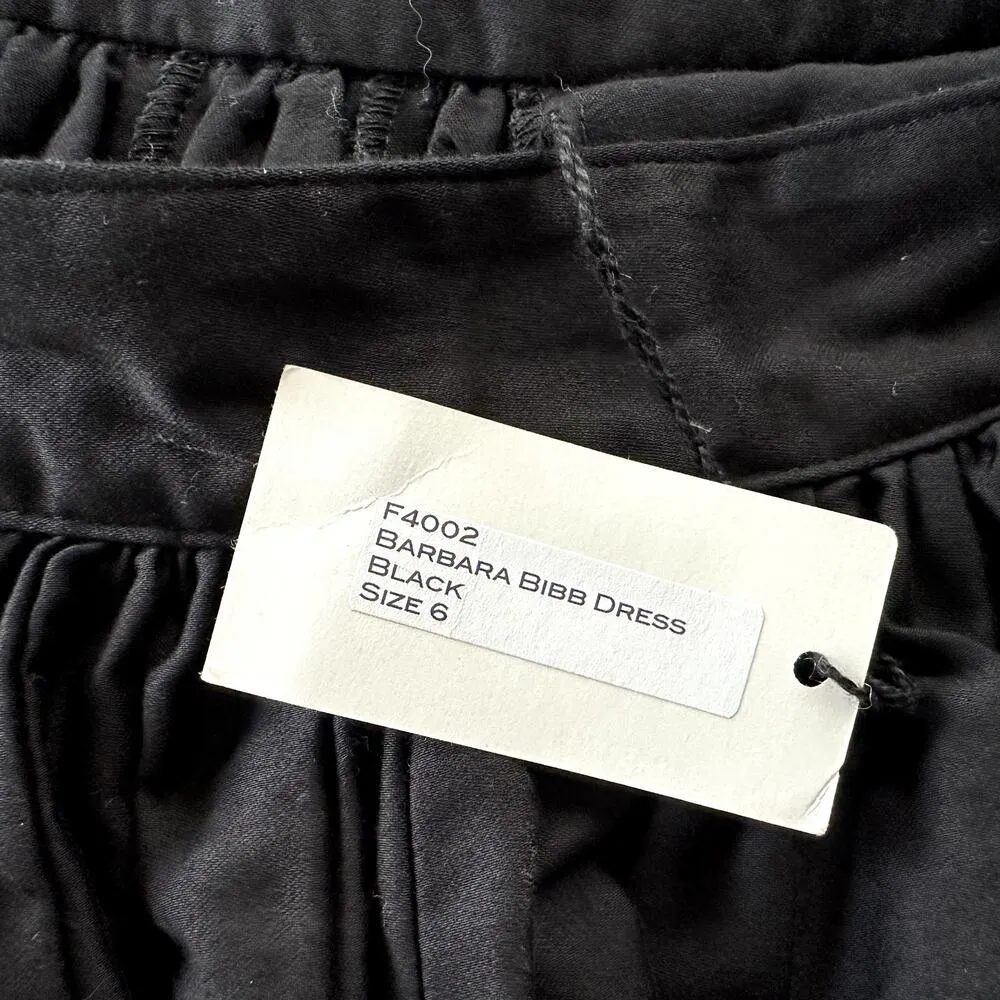 F4002
BARBARA BIBB DRESS
BLACK
SIZE 6